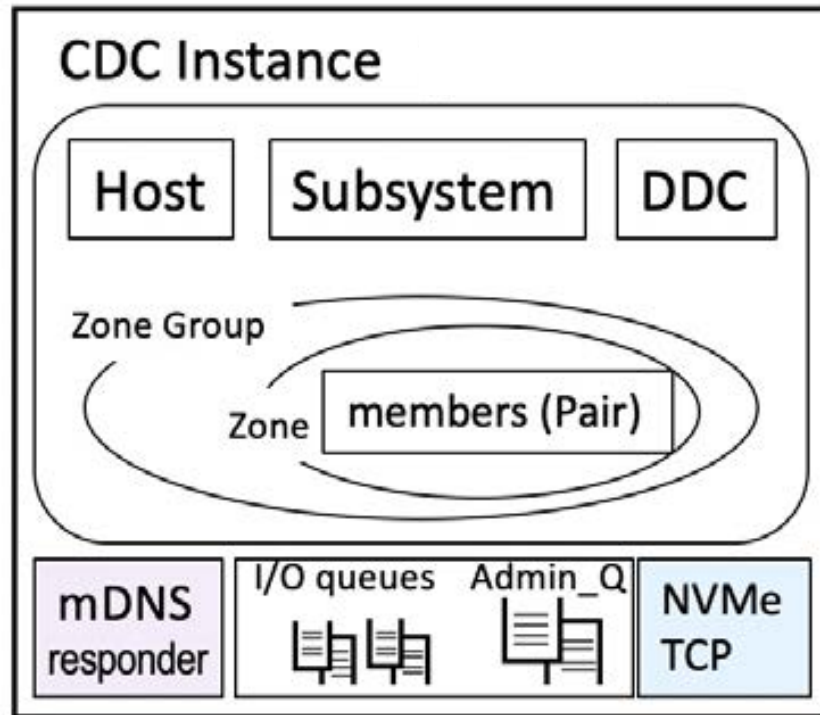 CDC Instance
Host
Subsystem
DDC
Zone Group
Zone
members (Pair)
mDNS
responder
I/O queues
Admin_Q
NVMe
TCP